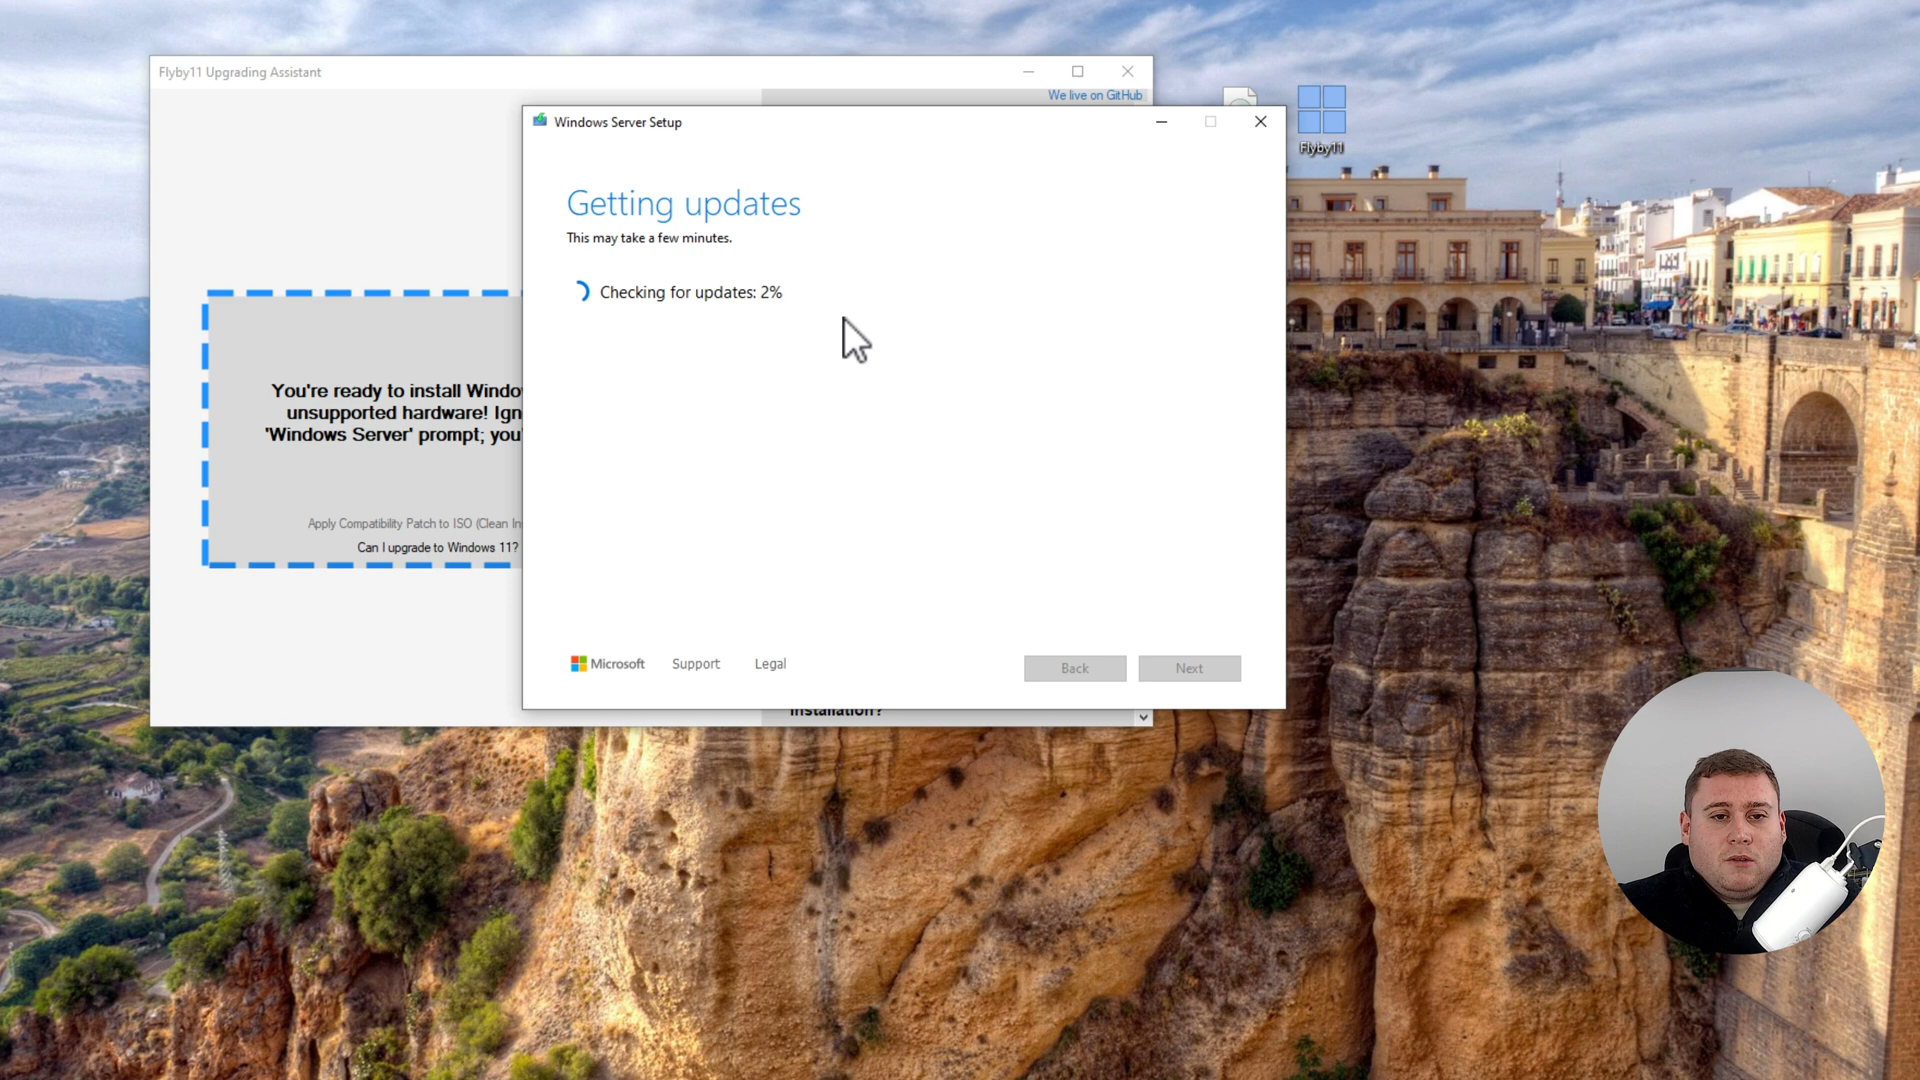 Flyby11 Upgrading Assistant
We live on GitHub
Windows Server Setup
Flyby11
Getting updates
This may take a few minutes.
Checking for updates: 2%
You're ready to install Windo
unsupported hardware! Ign
'Windows Server' prompt; you'
Apply Compatibility Patch to ISO (Clean In
Can I upgrade to Windows 11?
Microsoft
Support
Legal
Back
Next
installation?